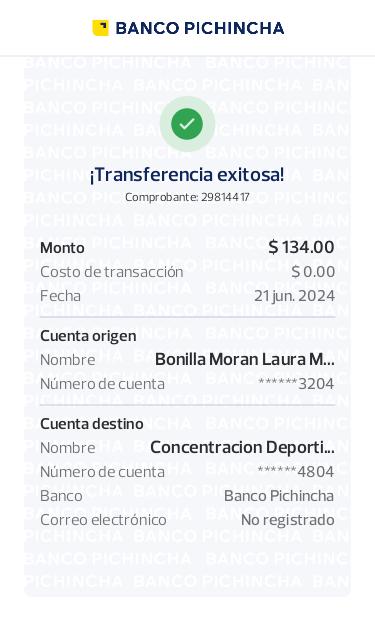 BANCO PICHINCHA
¡Transferencia exitosa!
Comprobante: 29814417
Monto $ 134.00
Costo de transacción $ 0.00
Fecha 21 jun. 2024
Cuenta origen
Nombre Bonilla Moran Laura M...
Número de cuenta ******3204
Cuenta destino
Nombre Concentracion Deporti...
Número de cuenta ******4804
Banco Banco Pichincha
Correo electrónico No registrado